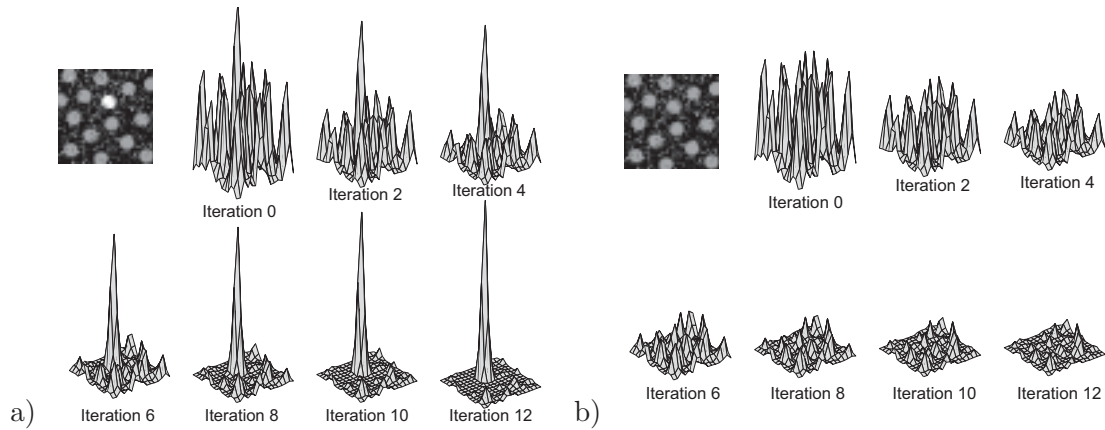 Iteration 0
Iteration 2
Iteration 4
Iteration 6
Iteration 8
Iteration 10
Iteration 12
a)
Iteration 0
Iteration 2
Iteration 4
Iteration 6
Iteration 8
Iteration 10
Iteration 12
b)